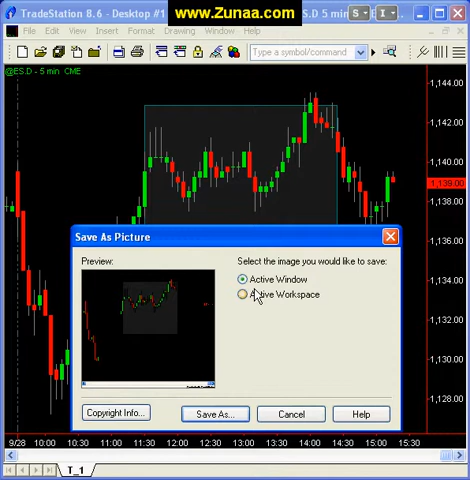 www.Zunaa.com
TradeStation 8.6 - Desktop #1
S
I
File
Edit
View
Insert
Format
Drawing
Window
Help
Type a symbol/command
@ES.D - 5 min CME
1,144.00
1,142.00
1,140.00
1,139.00
1,138.00
1,136.00
1,134.00
1,132.00
1,130.00
1,128.00
Save As Picture
Preview:
Select the image you would like to save:
Active Window
Active Workspace
Copyright Info...
Save As...
Cancel
Help
9/28 10:00 10:30 11:00 11:30 12:00 12:30 13:00 13:30 14:00 14:30 15:00 15:30
T_1